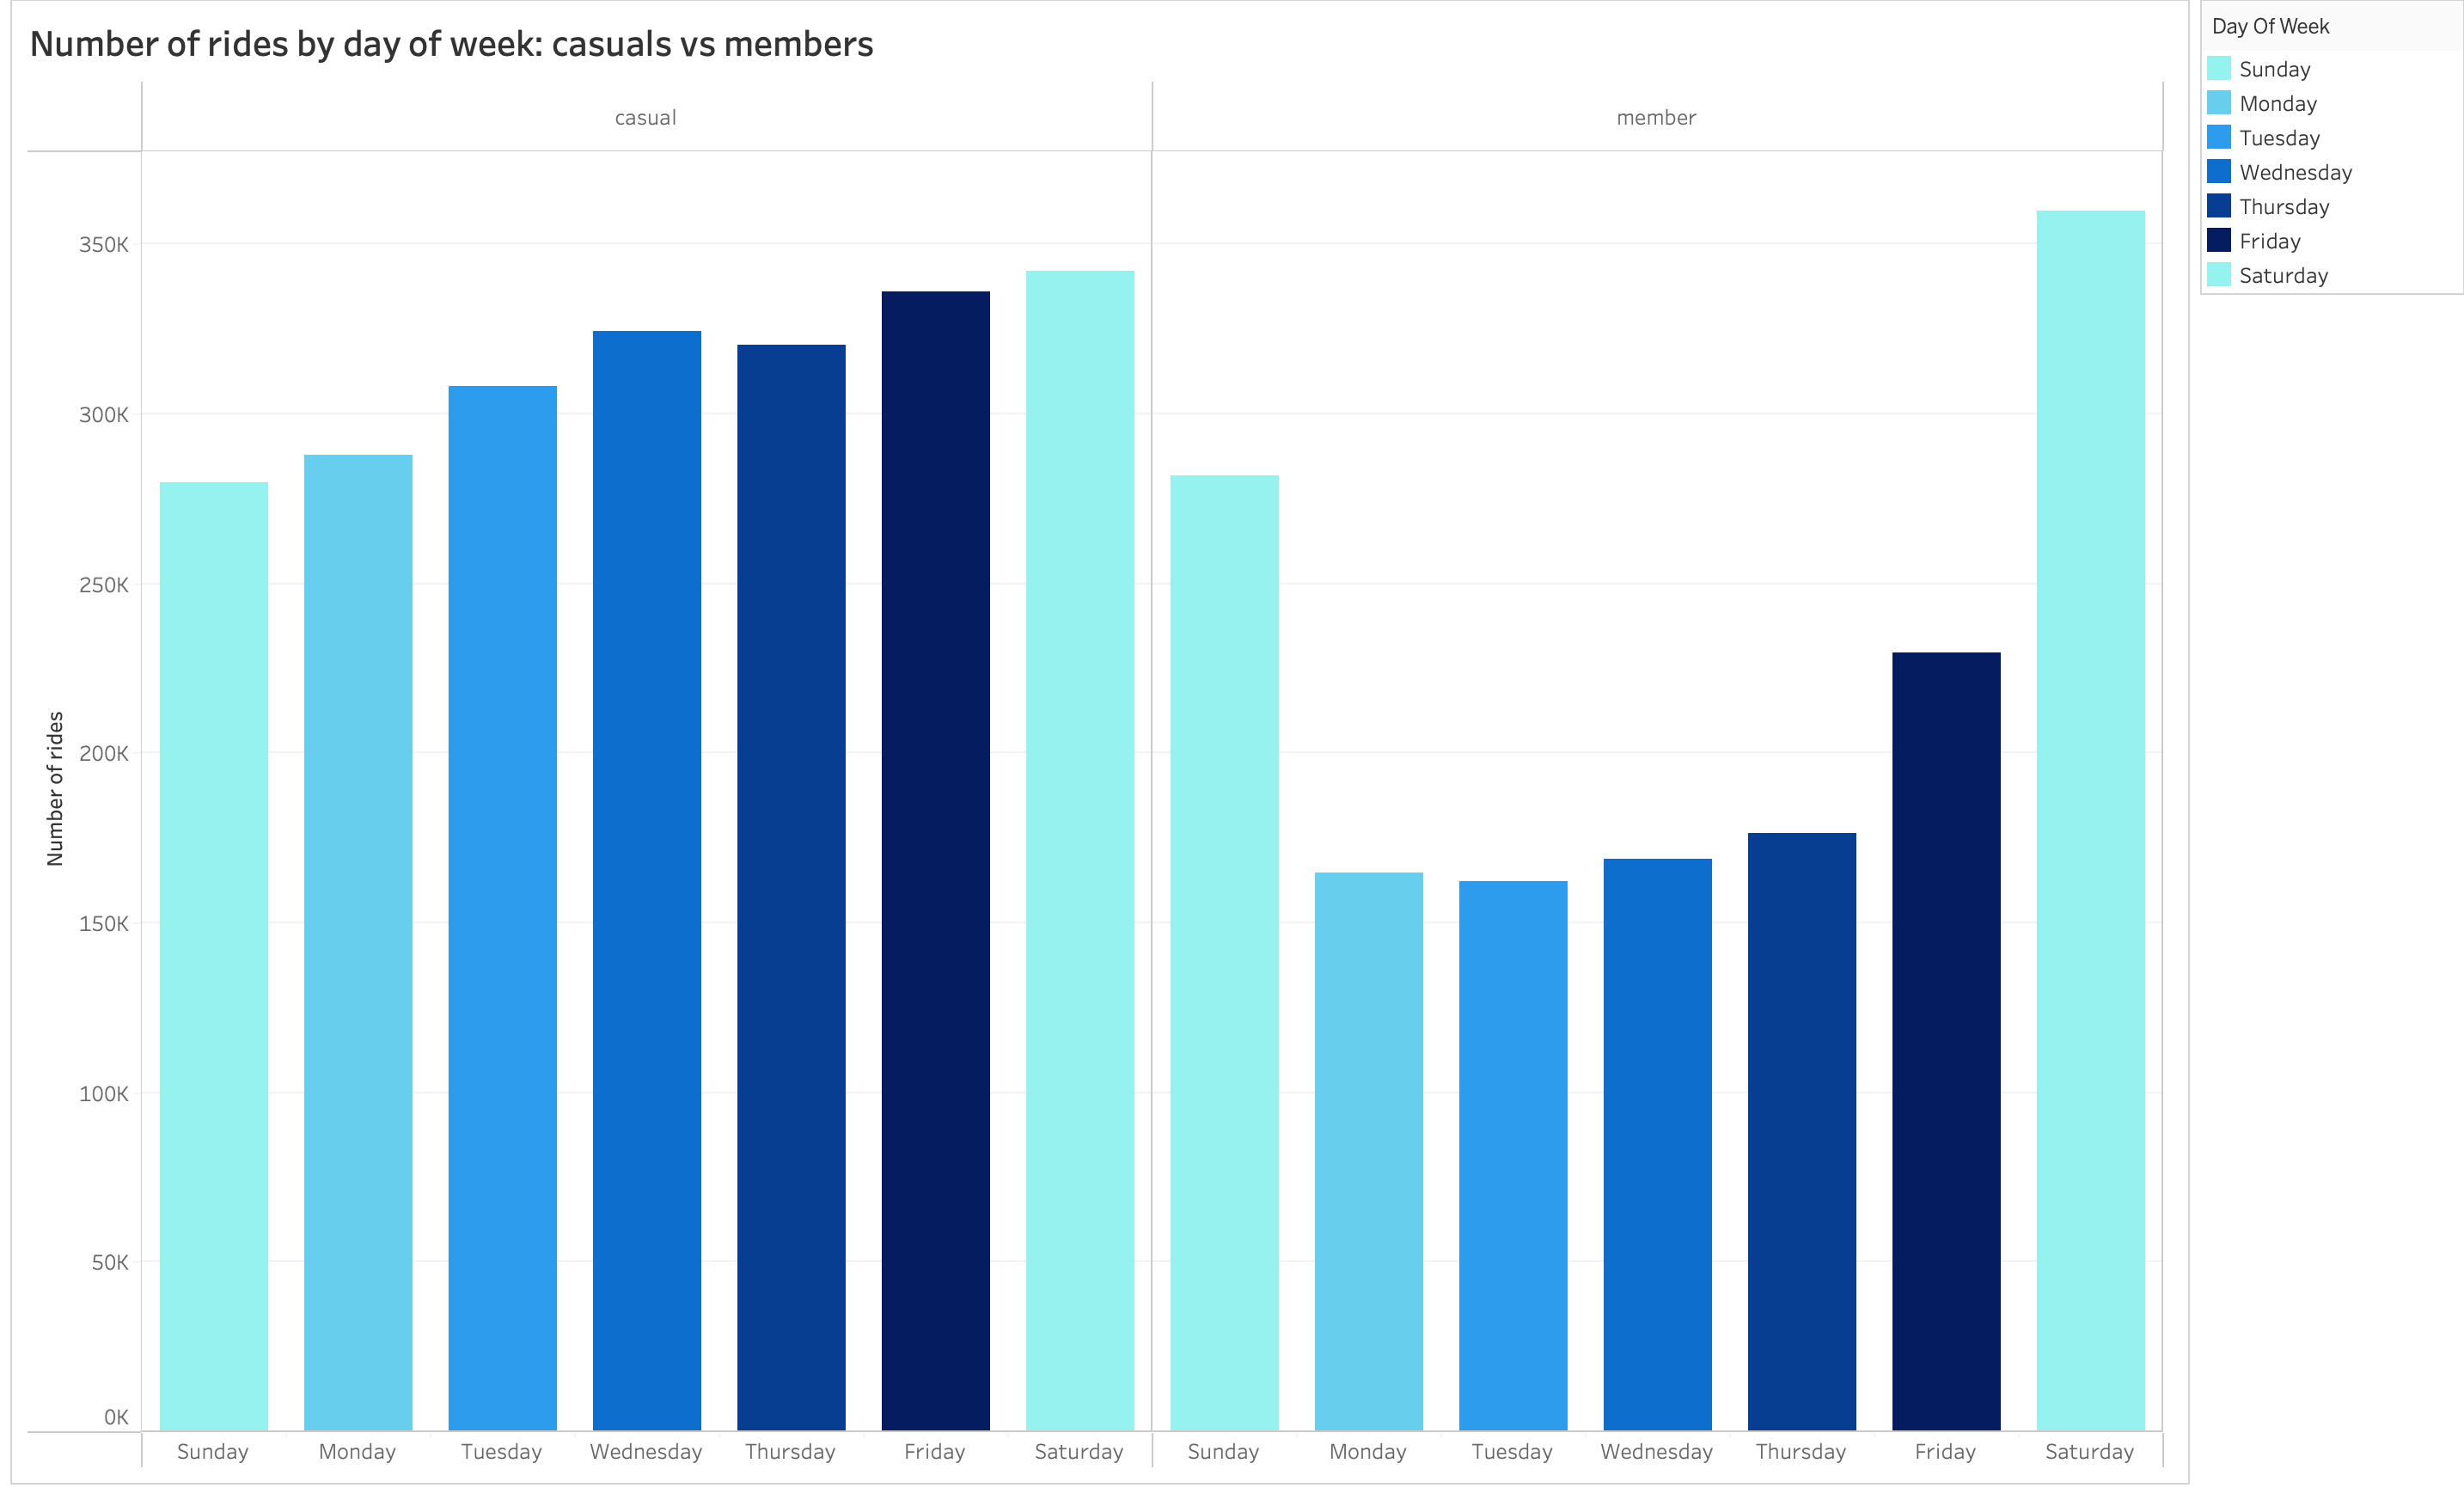 Number of rides by day of week: casuals vs members
casual member
350K
300K
250K
200K
150K
100K
50K
0K
Number of rides
Sunday Monday Tuesday Wednesday Thursday Friday Saturday Sunday Monday Tuesday Wednesday Thursday Friday Saturday
Day Of Week
Sunday
Monday
Tuesday
Wednesday
Thursday
Friday
Saturday